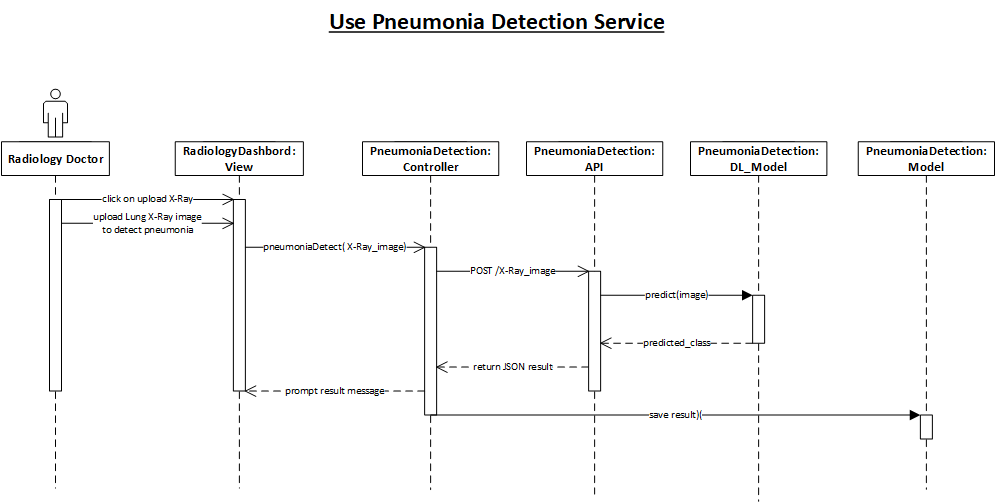 Use Pneumonia Detection Service
Radiology Doctor
RadiologyDashbord:
View
PneumoniaDetection:
Controller
PneumoniaDetection:
API
PneumoniaDetection:
DL_Model
PneumoniaDetection:
Model
click on upload X-Ray
upload Lung X-Ray image
to detect pneumonia
pneumoniaDetect( X-Ray_image)
POST /X-Ray_image
predict(image)
predicted_class
return JSON result
prompt result message
save result)(